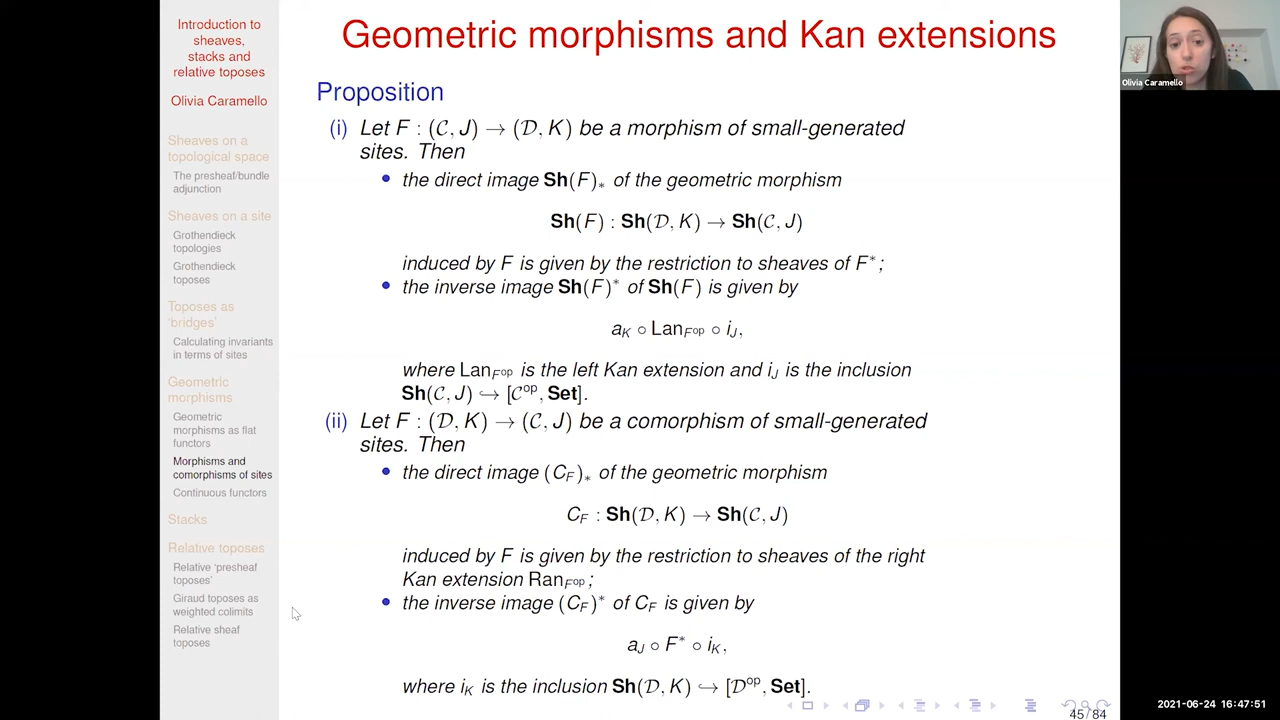 Introduction to
sheaves,
stacks and
relative toposes
Olivia Caramello
Sheaves on a
topological space
The presheaf/bundle
adjunction
Sheaves on a site
Grothendieck
topologies
Grothendieck
toposes
Toposes as
‘bridges’
Calculating invariants
in terms of sites
Geometric
morphisms
Geometric
morphisms as flat
functors
Morphisms and
comorphisms of sites
Continuous functors
Stacks
Relative toposes
Relative ‘presheaf
toposes’
Giraud toposes as
weighted colimits
Relative sheaf
toposes
Geometric morphisms and Kan extensions
Proposition
(i) Let F : (𝒞, J) → (𝒟, K) be a morphism of small-generated
sites. Then
• the direct image Sh(F)∗ of the geometric morphism
Sh(F) : Sh(𝒟, K) → Sh(𝒞, J)
induced by F is given by the restriction to sheaves of F*;
• the inverse image Sh(F)* of Sh(F) is given by
a_K ∘ Lan_{F^op} ∘ i_J,
where Lan_{F^op} is the left Kan extension and i_J is the inclusion
Sh(𝒞, J) ↪ [𝒞^op, Set].
(ii) Let F : (𝒟, K) → (𝒞, J) be a comorphism of small-generated
sites. Then
• the direct image (C_F)∗ of the geometric morphism
C_F : Sh(𝒟, K) → Sh(𝒞, J)
induced by F is given by the restriction to sheaves of the right
Kan extension Ran_{F^op};
• the inverse image (C_F)* of C_F is given by
a_J ∘ F* ∘ i_K,
where i_K is the inclusion Sh(𝒟, K) ↪ [𝒟^op, Set].
45/84
Olivia Caramello
2021-06-24 16:47:51